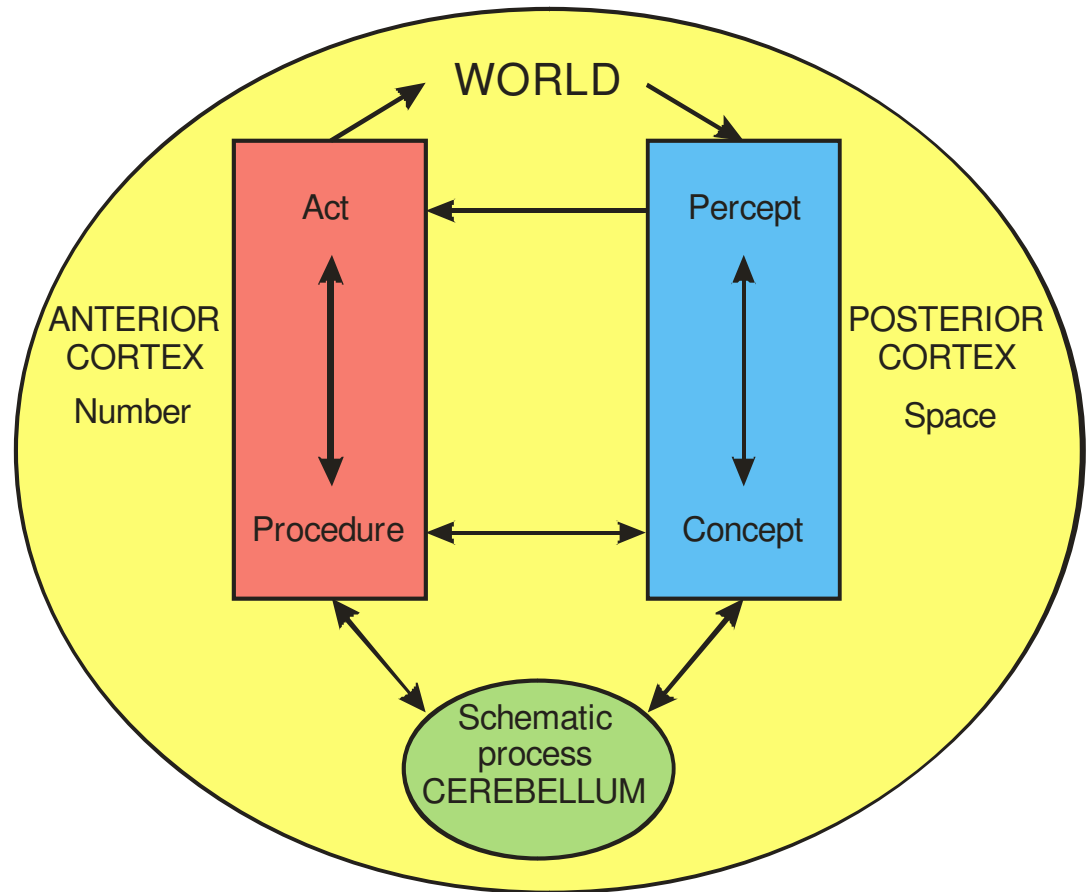 WORLD
Act
Percept
ANTERIOR
CORTEX
Number
POSTERIOR
CORTEX
Space
Procedure
Concept
Schematic
process
CEREBELLUM